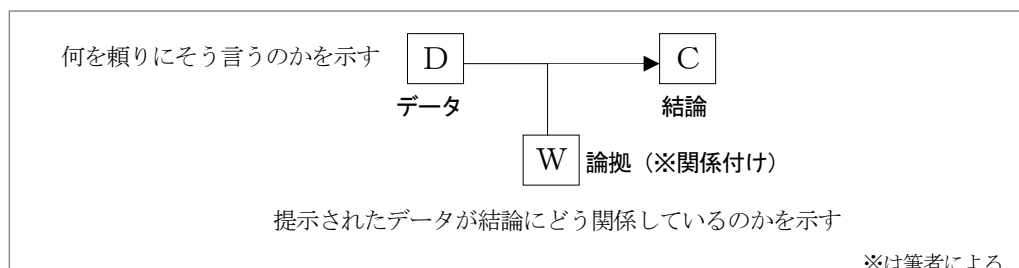 何を頼りにそう言うのかを示す
D
C
データ
結論
W
論拠（※関係付け）
提示されたデータが結論にどう関係しているのかを示す
※は筆者による